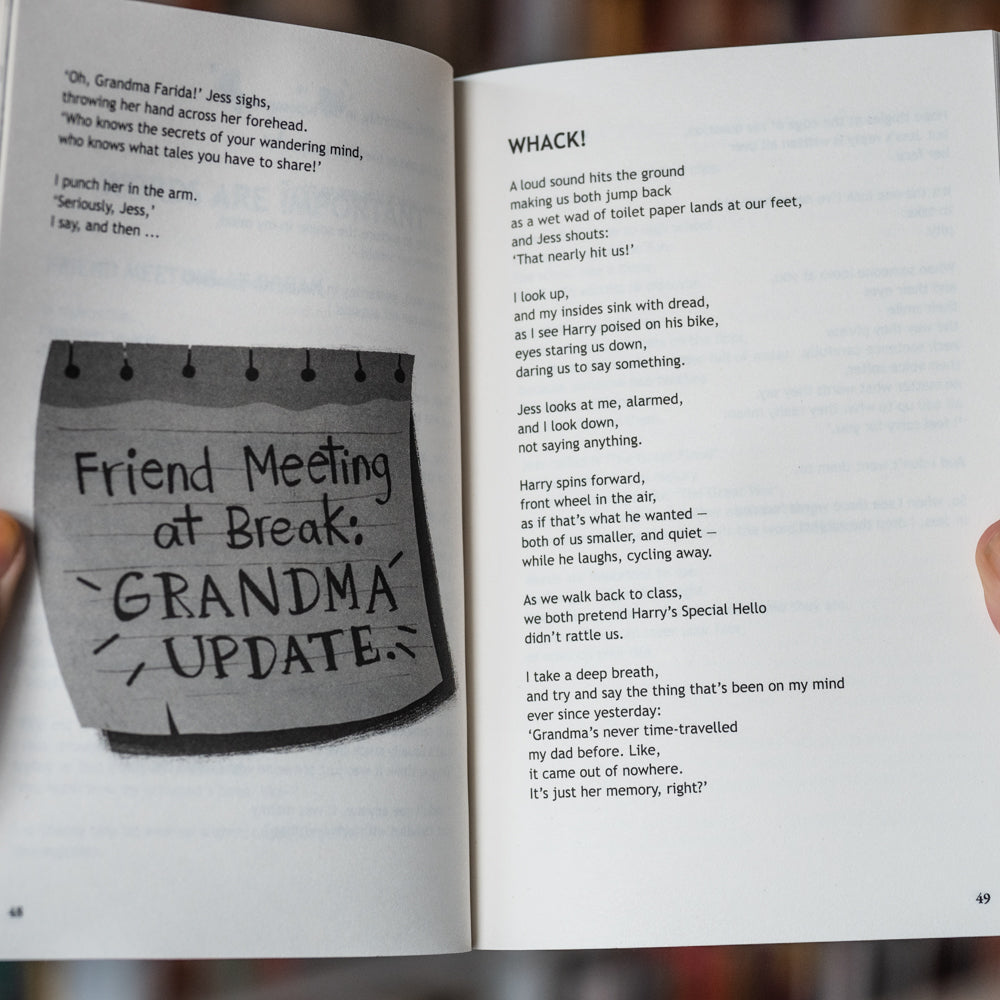 ‘Oh, Grandma Farida!’ Jess sighs,
throwing her hand across her forehead.
‘Who knows the secrets of your wandering mind,
who knows what tales you have to share!’
I punch her in the arm.
‘Seriously, Jess,’
I say, and then …
Friend Meeting
at Break:
GRANDMA
UPDATE.
48
WHACK!
A loud sound hits the ground
making us both jump back
as a wet wad of toilet paper lands at our feet,
and Jess shouts:
‘That nearly hit us!’
I look up,
and my insides sink with dread,
as I see Harry poised on his bike,
eyes staring us down,
daring us to say something.
Jess looks at me, alarmed,
and I look down,
not saying anything.
Harry spins forward,
front wheel in the air,
as if that’s what he wanted –
both of us smaller, and quiet –
while he laughs, cycling away.
As we walk back to class,
we both pretend Harry’s Special Hello
didn’t rattle us.
I take a deep breath,
and try and say the thing that’s been on my mind
ever since yesterday:
‘Grandma’s never time-travelled
my dad before. Like,
it came out of nowhere.
It’s just her memory, right?’
49